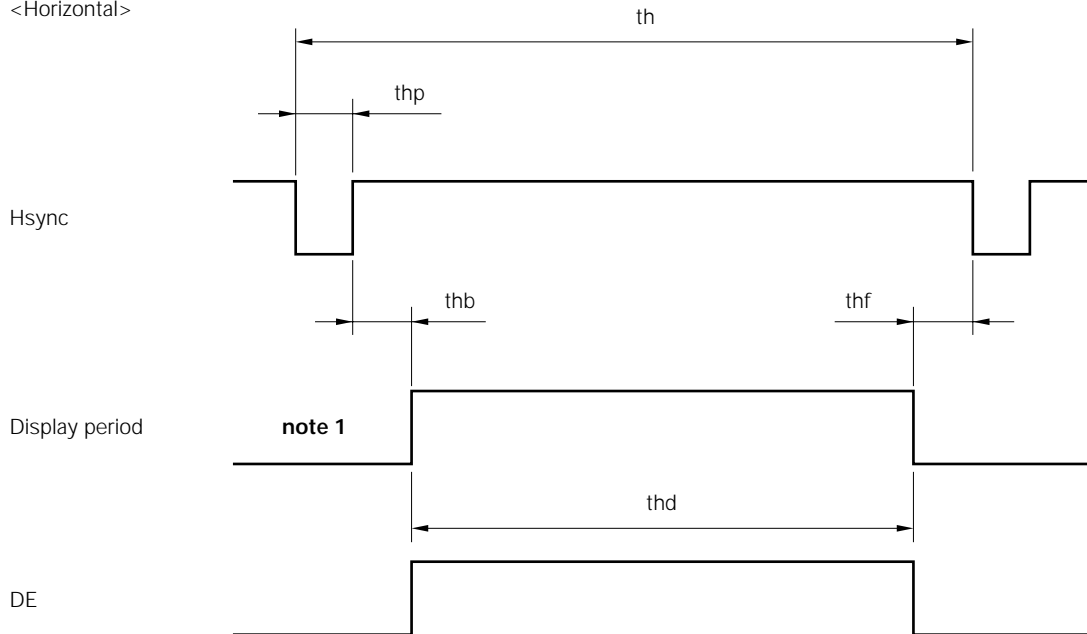 <Horizontal>
th
thp
Hsync
thb
thf
Display period
note 1
thd
DE